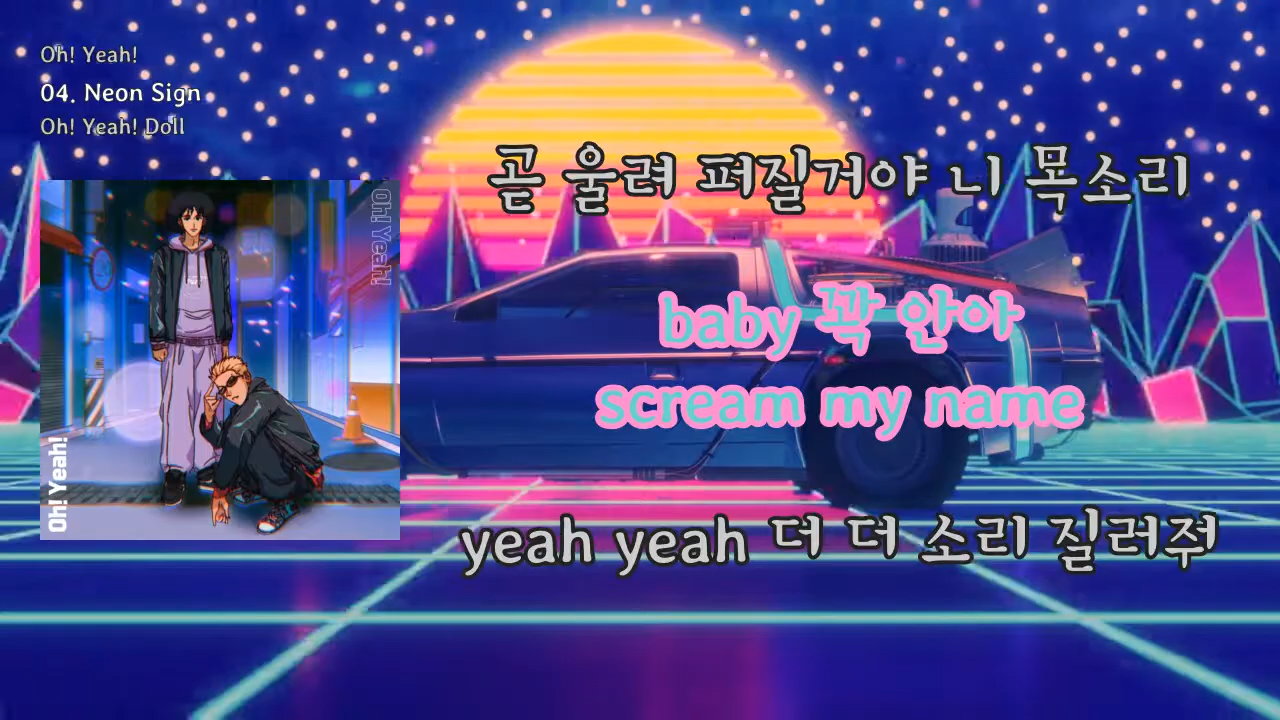 Oh! Yeah!
04. Neon Sign
Oh! Yeah! Doll
Oh! Yeah!
Oh! Yeah!
곧 울려 퍼질거야 니 목소리
baby 꽉 안아
scream my name
yeah yeah 더 더 소리 질러줘